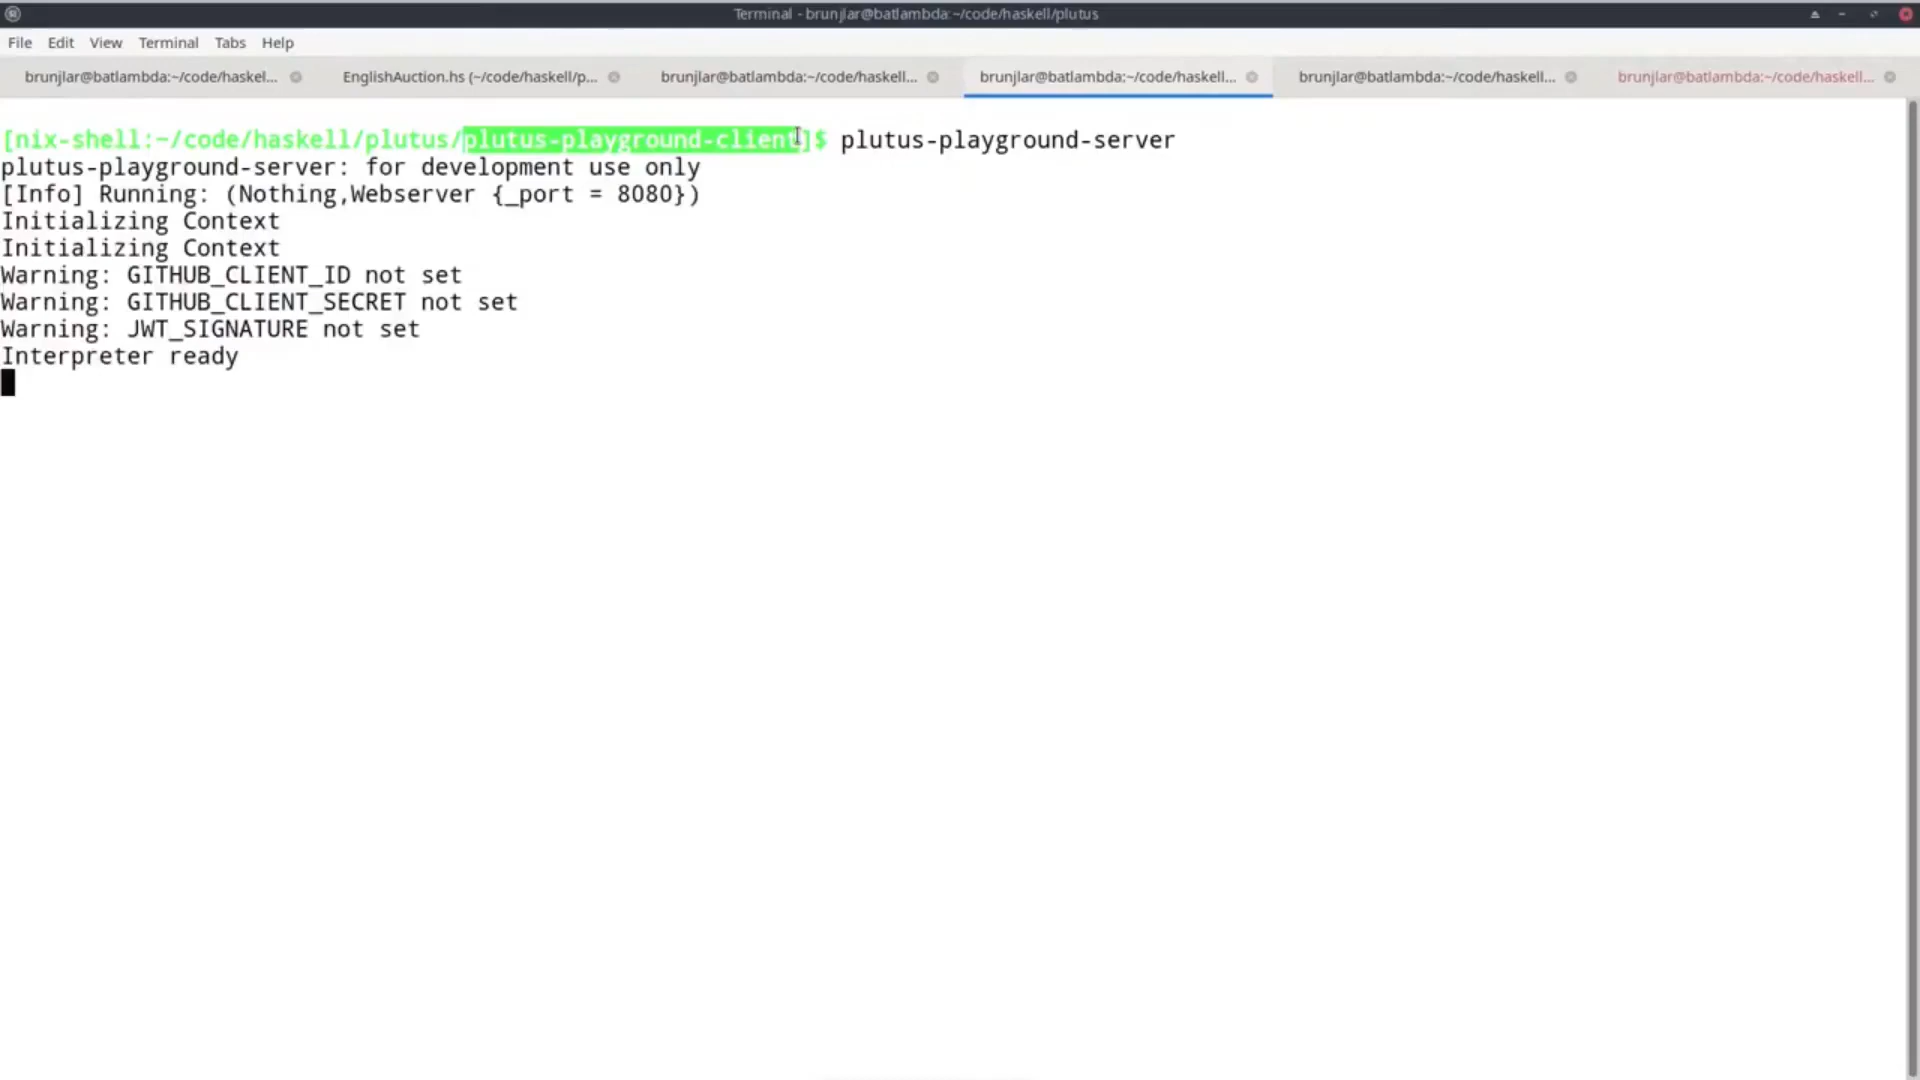 Terminal - brunjlar@batlambda:~/code/haskell/plutus
File Edit View Terminal Tabs Help
brunjlar@batlambda:~/code/haskel... EnglishAuction.hs (~/code/haskell/p... brunjlar@batlambda:~/code/haskell... brunjlar@batlambda:~/code/haskell... brunjlar@batlambda:~/code/haskell... brunjlar@batlambda:~/code/haskell...
[nix-shell:~/code/haskell/plutus/plutus-playground-client]$ plutus-playground-server
plutus-playground-server: for development use only
[Info] Running: (Nothing,Webserver {_port = 8080})
Initializing Context
Initializing Context
Warning: GITHUB_CLIENT_ID not set
Warning: GITHUB_CLIENT_SECRET not set
Warning: JWT_SIGNATURE not set
Interpreter ready